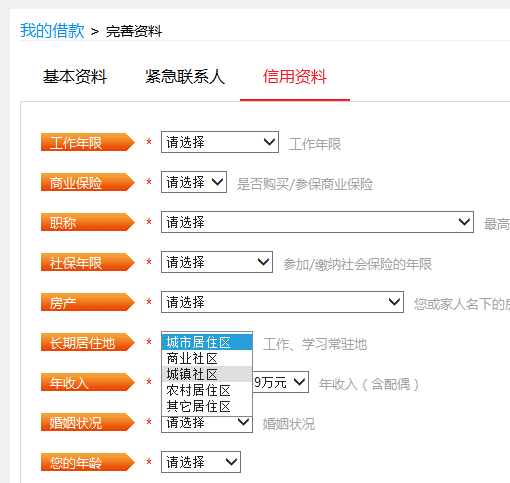 我的借款 > 完善资料
基本资料 紧急联系人 信用资料
工作年限 * 请选择 工作年限
商业保险 * 请选择 是否购买/参保商业保险
职称 * 请选择 最高
社保年限 * 请选择 参加/缴纳社会保险的年限
房产 * 请选择 您或家人名下的房
长期居住地 * 城市居住区 工作、学习常驻地
商业社区
城镇社区
年收入 * 9万元 年收入（含配偶）
农村居住区
其它居住区
婚姻状况 * 请选择 婚姻状况
您的年龄 * 请选择